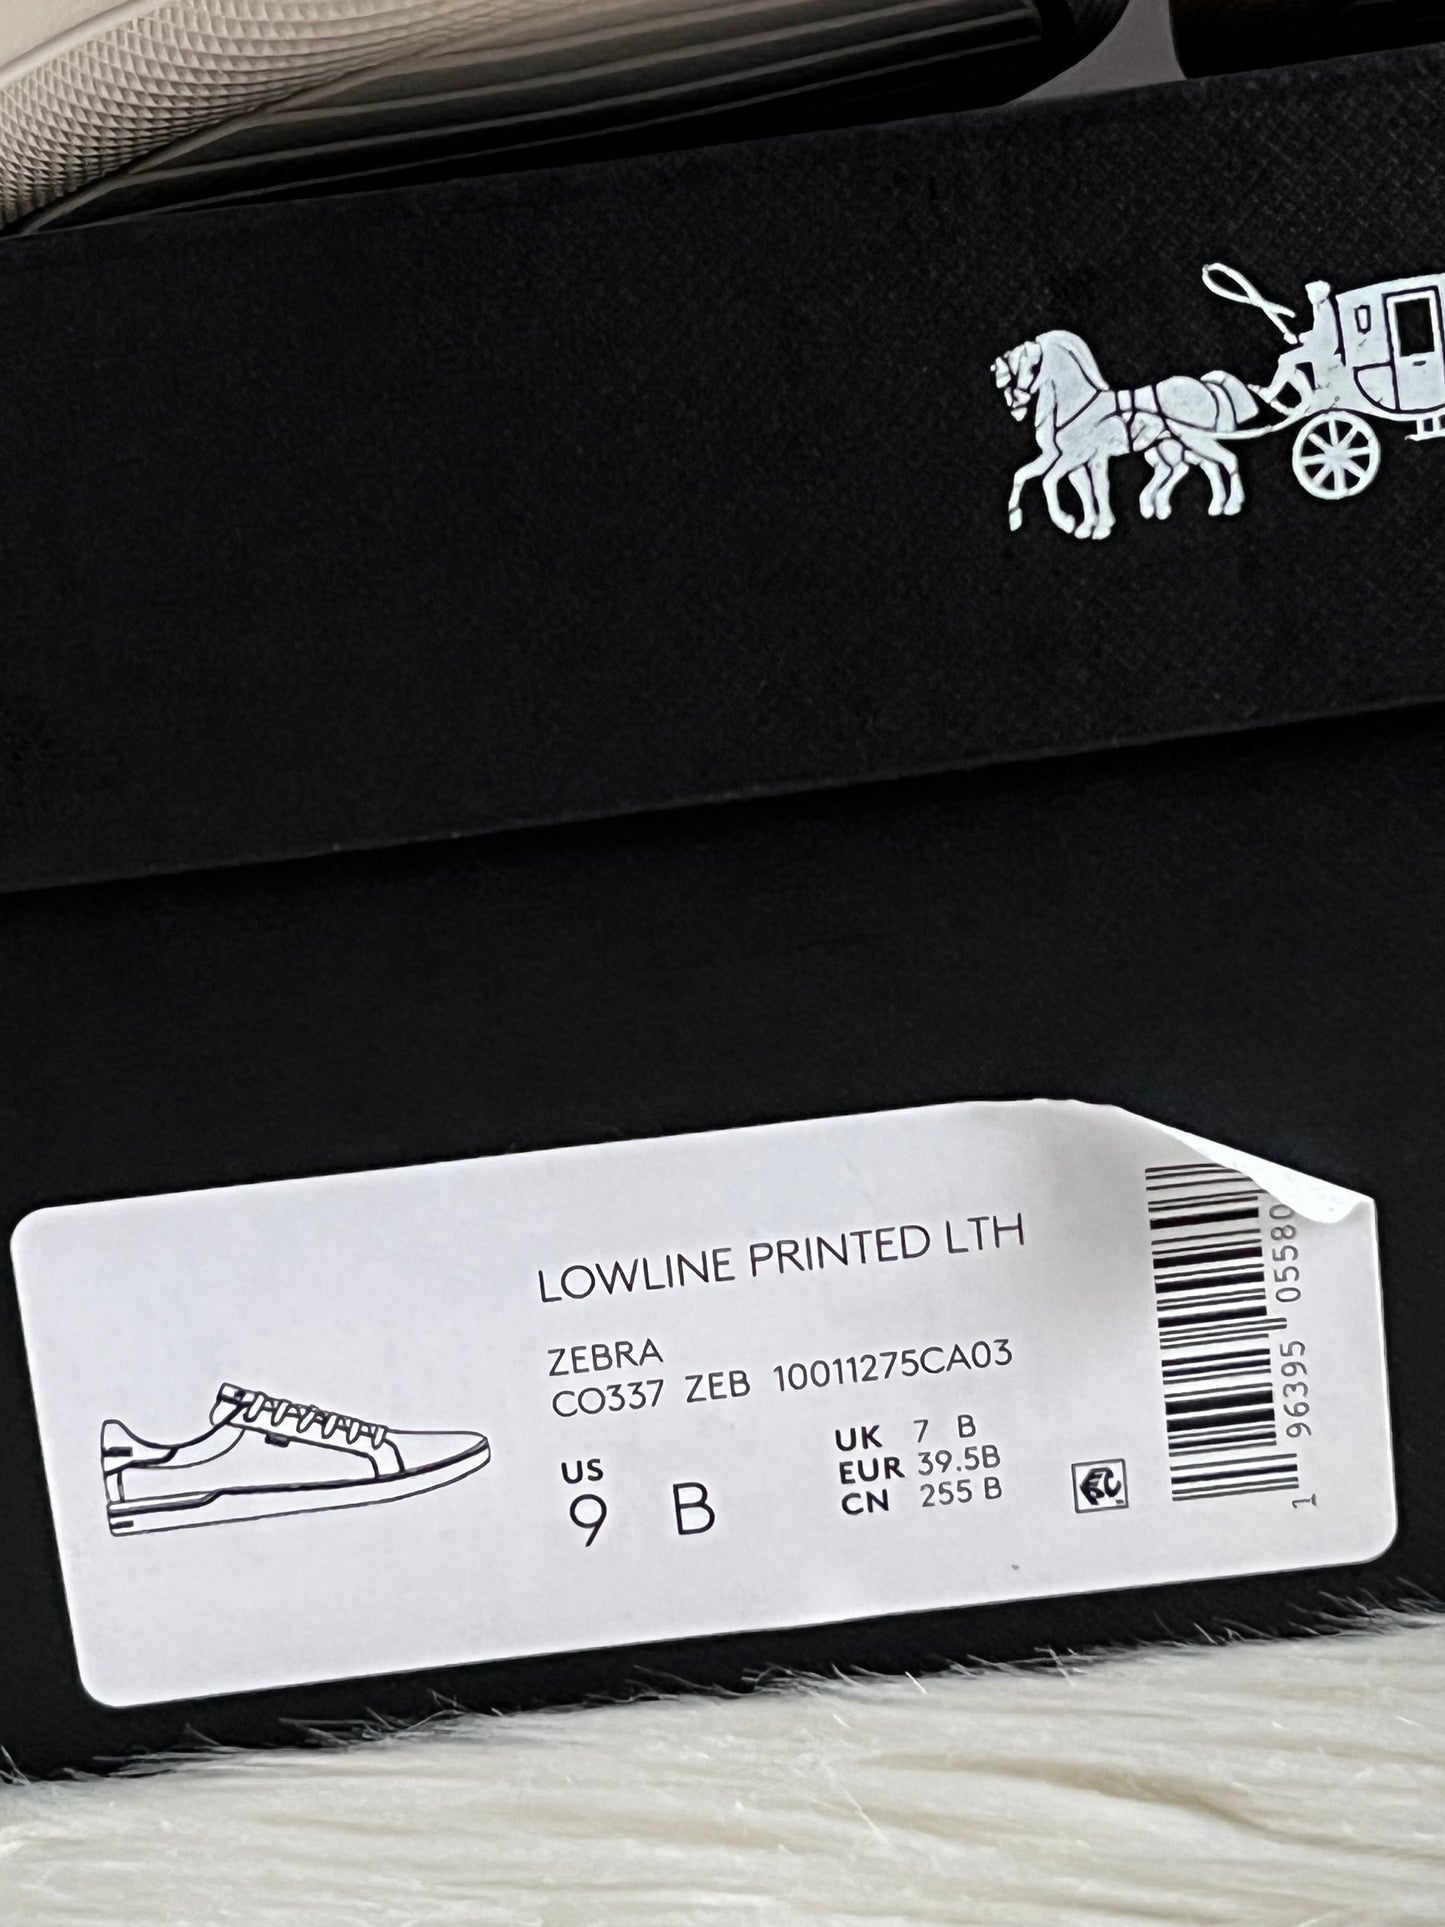 LOWLINE PRINTED LTH
ZEBRA
CO337 ZEB 10011275CA03
US
9 B
UK 7 B
EUR 39.5B
CN 255 B
1 96395 05580